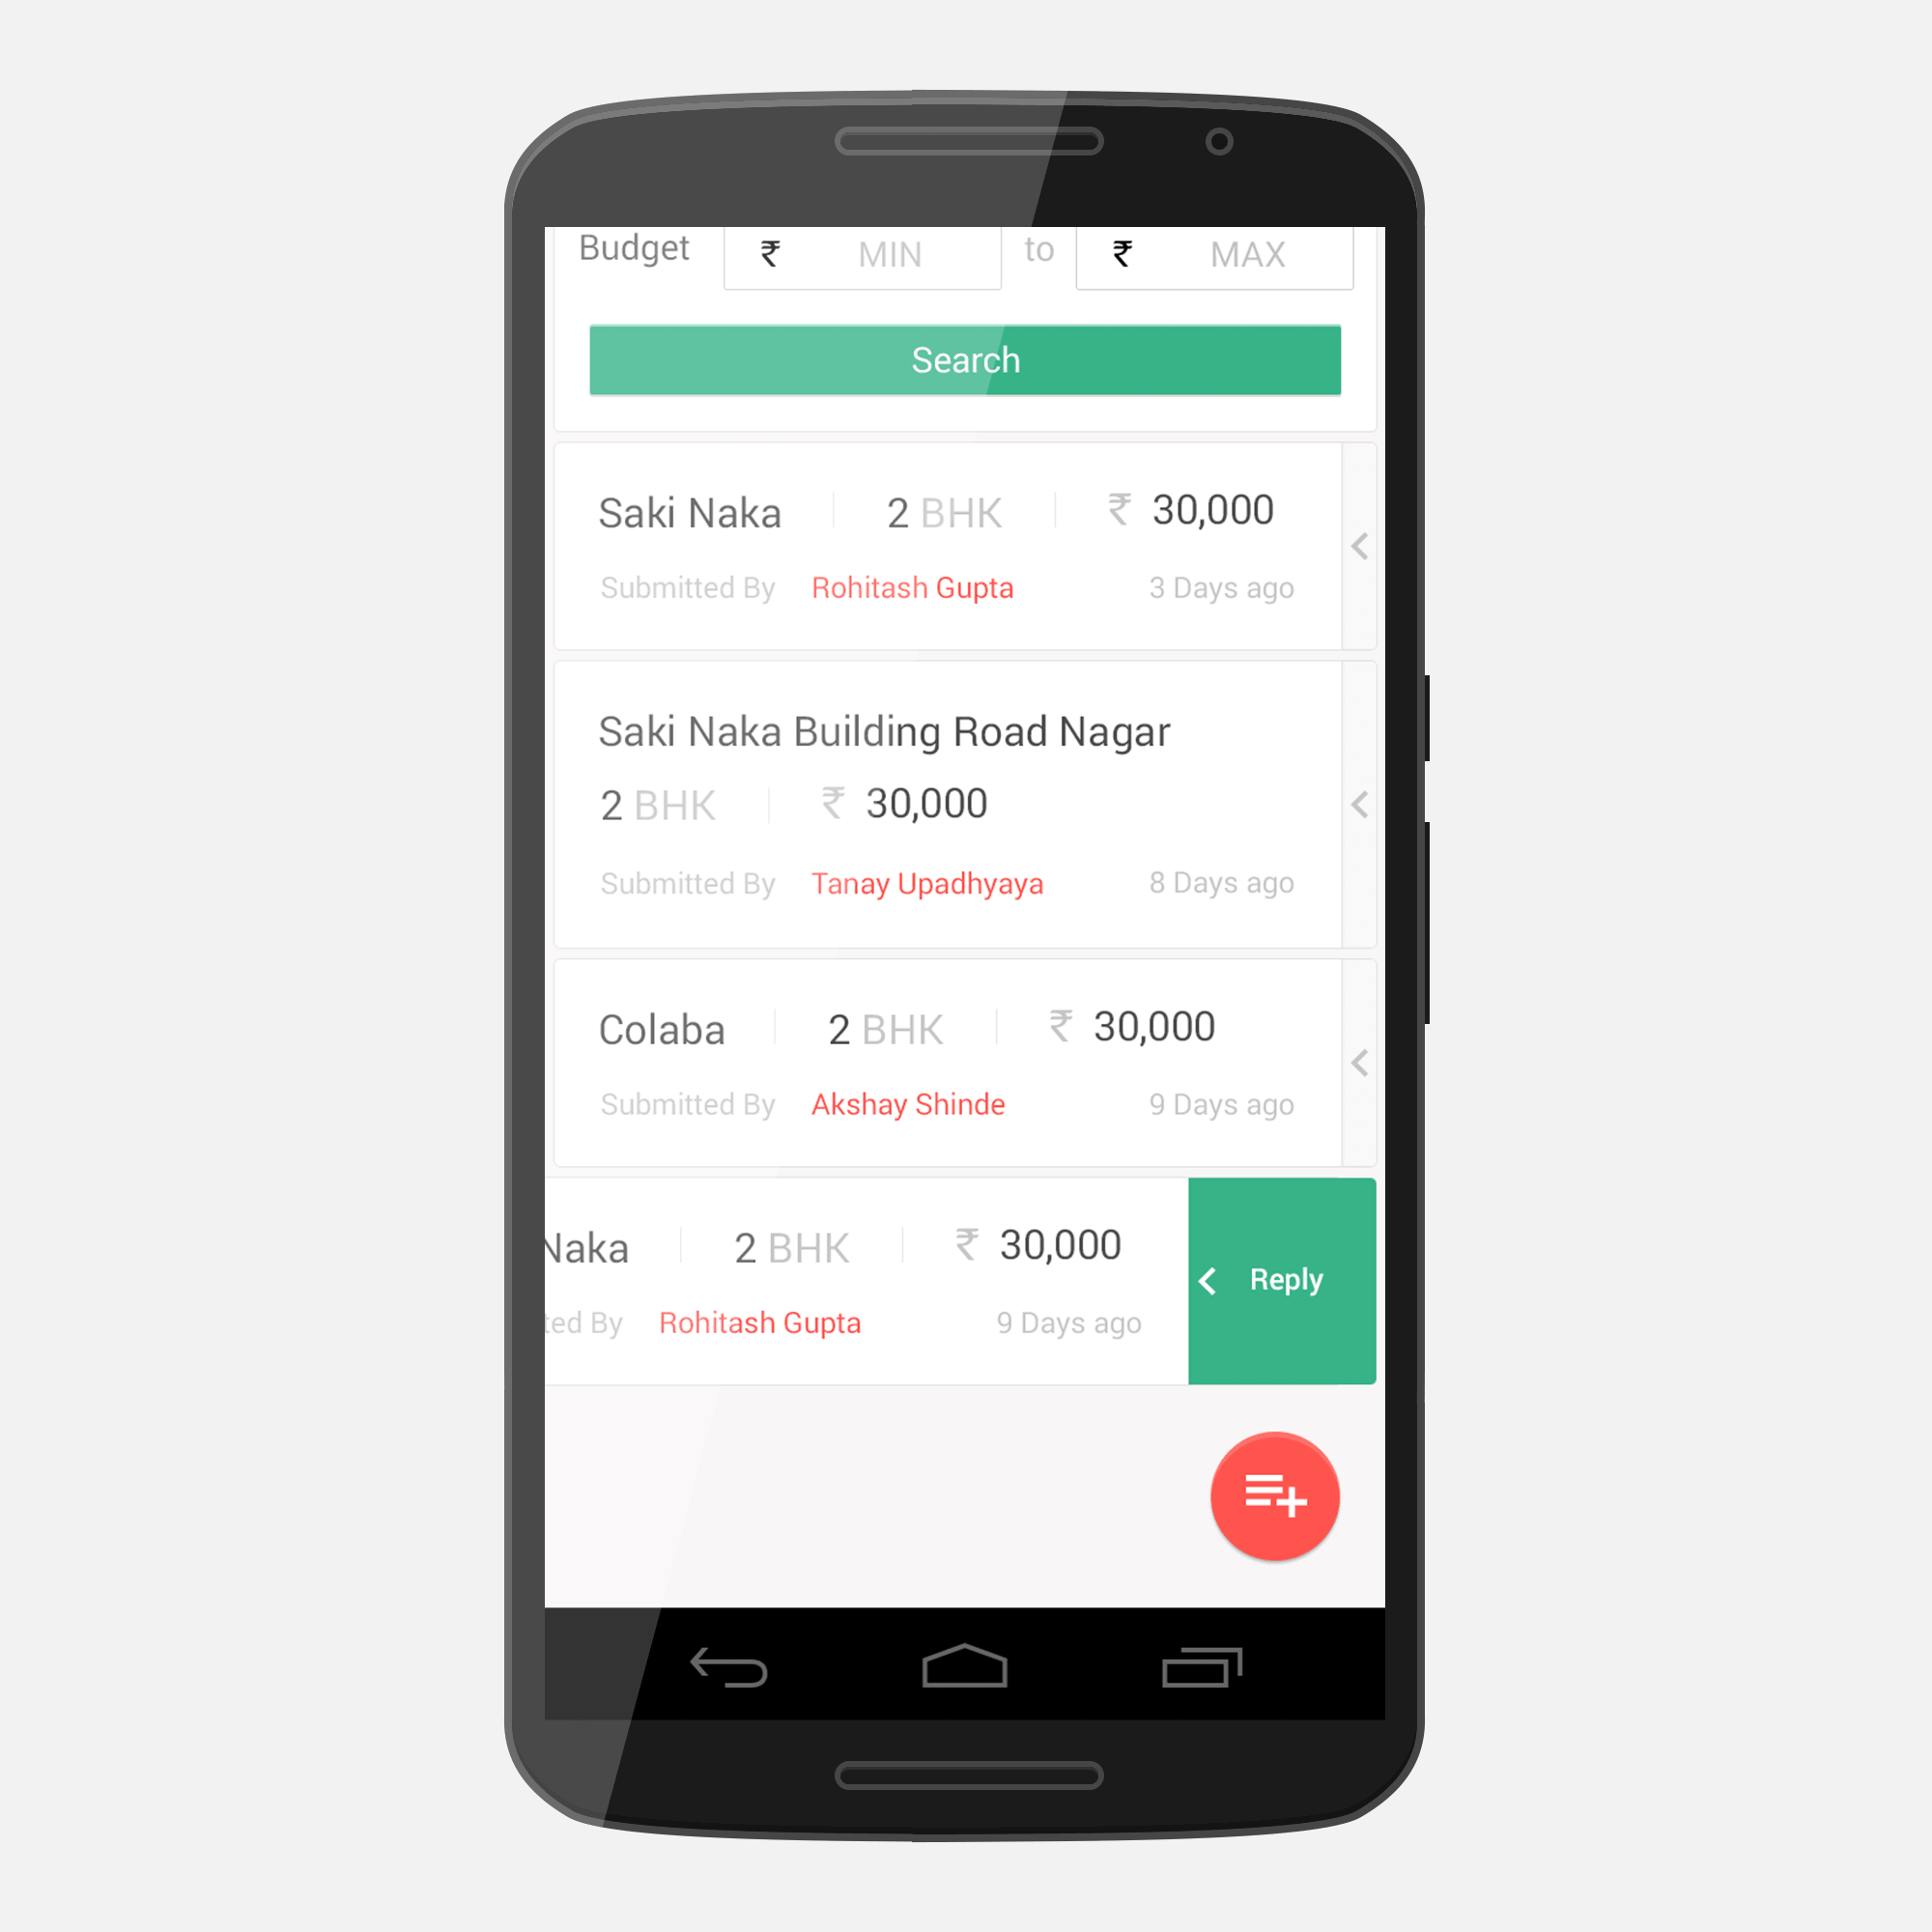 Budget ₹ MIN to ₹ MAX
Search
Saki Naka 2 BHK ₹ 30,000
Submitted By Rohitash Gupta 3 Days ago
Saki Naka Building Road Nagar
2 BHK ₹ 30,000
Submitted By Tanay Upadhyaya 8 Days ago
Colaba 2 BHK ₹ 30,000
Submitted By Akshay Shinde 9 Days ago
Naka 2 BHK ₹ 30,000
Reply
ted By Rohitash Gupta 9 Days ago